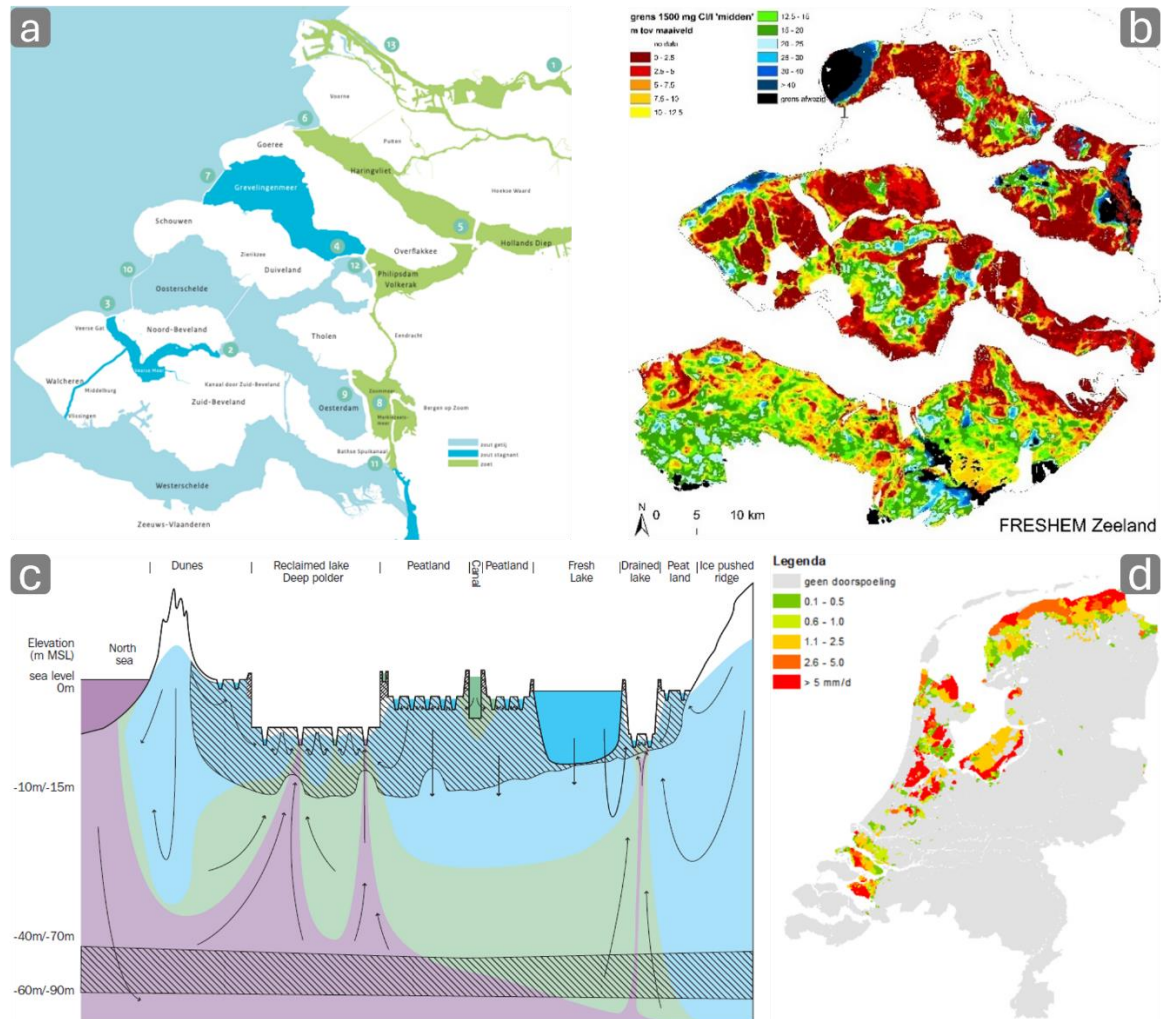 a
13
1
Voorne
6
Goeree
Putten
Haringvliet
7
Hoekse Waard
Grevelingenmeer
5
Schouwen
Hollands Diep
4
Overflakkee
Zierikzee
12
10
Duiveland
Philipsdam
Volkerak
Oosterschelde
3
Noord-Beveland
Tholen
Eendracht
Veerse Gat
2
Veerse Meer
Walcheren
Kanaal door Zuid-Beveland
Middelburg
9
8
Zuid-Beveland
Oesterdam
Bergen op Zoom
Vlissingen
Bathse Spuikanaal
zout getij
11
zout stagnant
zoet
Westerschelde
Zeeuws-Vlaanderen
b
grens 1500 mg Cl/l 'midden'
m tov maaiveld
no data
0 - 2.5
2.5 - 5
5 - 7.5
7.5 - 10
10 - 12.5
12.5 - 15
15 - 20
20 - 25
25 - 30
30 - 40
> 40
grens afwezig
N
0 5 10 km
FRESHEM Zeeland
c
Dunes
Reclaimed lake
Deep polder
Peatland
Canal
Peatland
Fresh
Lake
Drained
lake
Peat
land
Ice pushed
ridge
Elevation
(m MSL)
North
sea
sea level
0m
-10m/-15m
-40m/-70m
-60m/-90m
d
Legenda
geen doorspoeling
0.1 - 0.5
0.6 - 1.0
1.1 - 2.5
2.6 - 5.0
> 5 mm/d